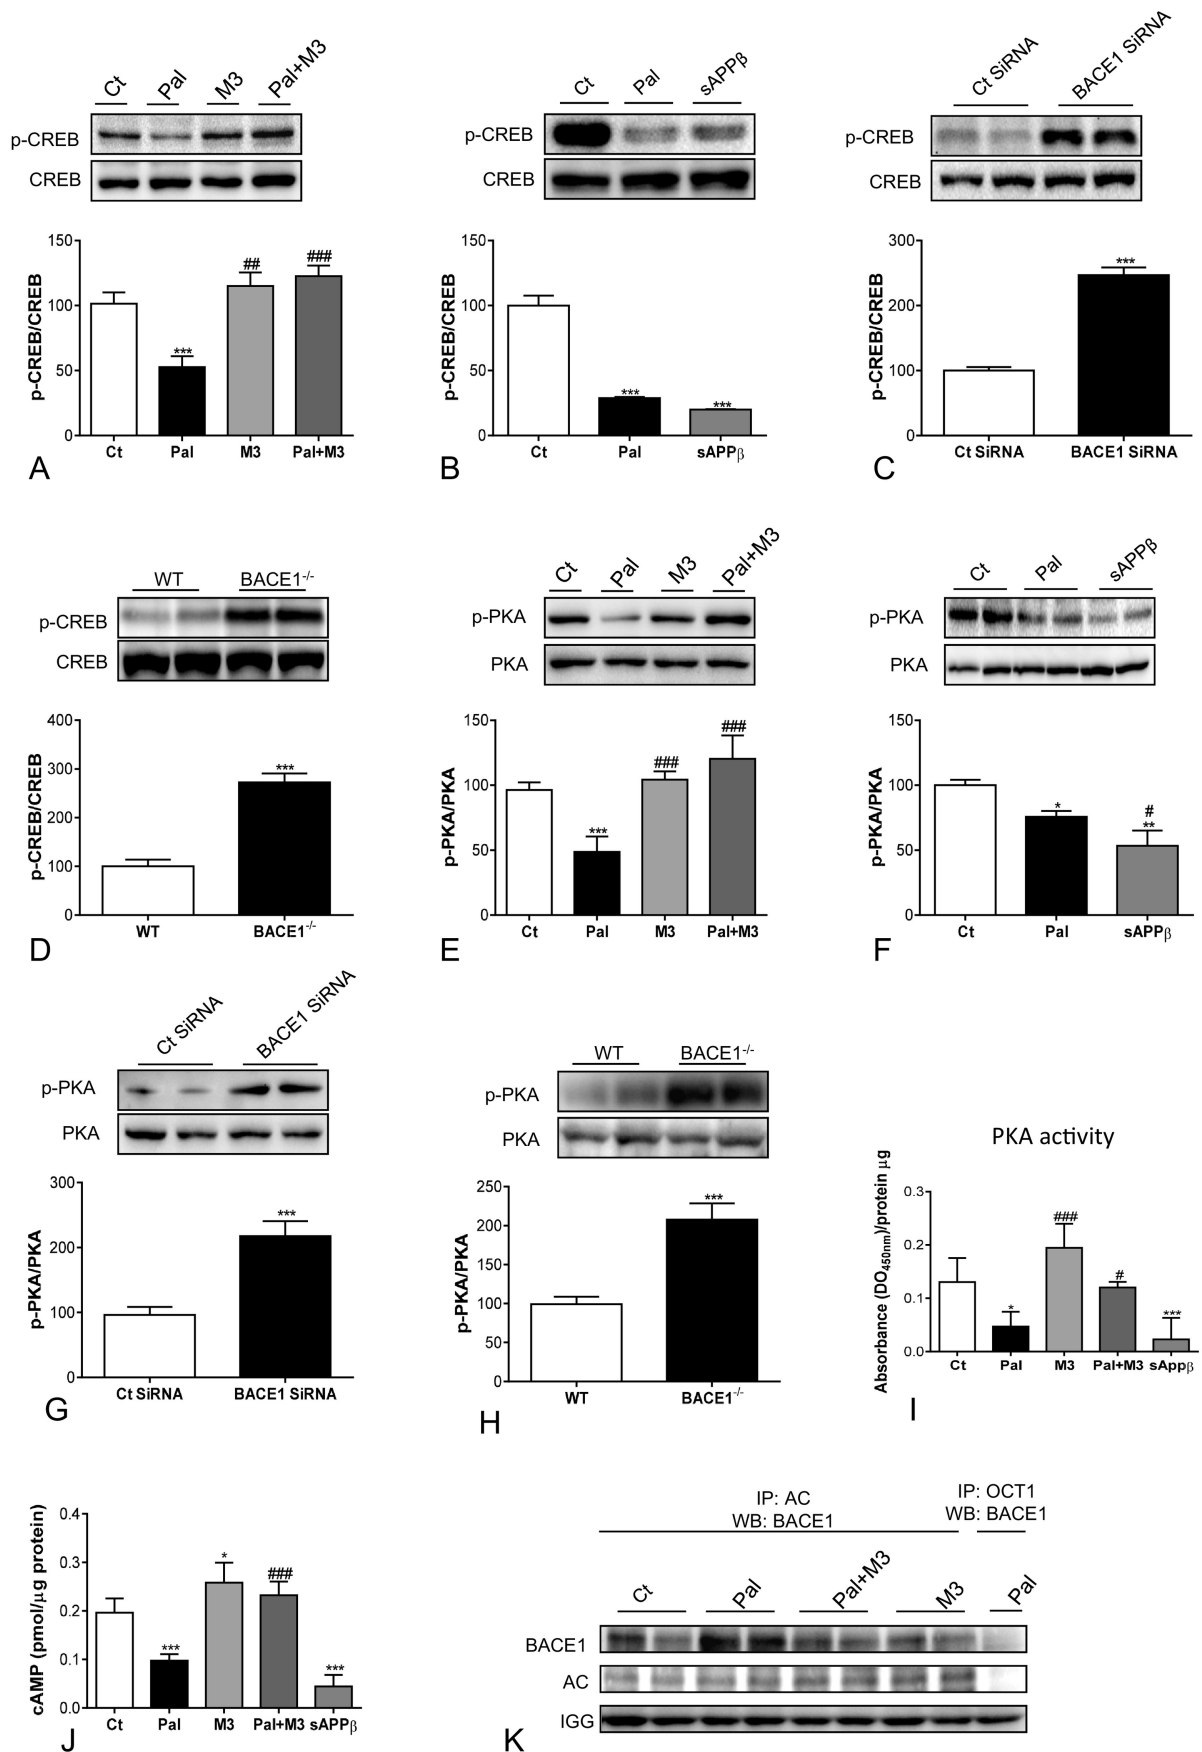 Ct Pal M3 Pal+M3
p-CREB
CREB
150
100
50
0
p-CREB/CREB
***
##
###
Ct Pal M3 Pal+M3
A
Ct Pal sAPPβ
p-CREB
CREB
150
100
50
0
p-CREB/CREB
***
***
Ct Pal sAPPβ
B
Ct SiRNA BACE1 SiRNA
p-CREB
CREB
300
200
100
0
p-CREB/CREB
***
Ct SiRNA BACE1 SiRNA
C
WT BACE1-/-
p-CREB
CREB
400
300
200
100
0
p-CREB/CREB
***
WT BACE1-/-
D
Ct Pal M3 Pal+M3
p-PKA
PKA
150
100
50
0
p-PKA/PKA
***
###
###
Ct Pal M3 Pal+M3
E
Ct Pal sAPPβ
p-PKA
PKA
150
100
50
0
p-PKA/PKA
*
#
**
Ct Pal sAPPβ
F
Ct SiRNA BACE1 SiRNA
p-PKA
PKA
300
200
100
0
p-PKA/PKA
***
Ct SiRNA BACE1 SiRNA
G
WT BACE1-/-
p-PKA
PKA
250
200
150
100
50
0
p-PKA/PKA
***
WT BACE1-/-
H
PKA activity
0.3
0.2
0.1
0.0
Absorbance (DO450nm)/protein µg
*
###
#
***
Ct Pal M3 Pal+M3 sAppβ
I
0.4
0.3
0.2
0.1
0.0
cAMP (pmol/µg protein)
***
*
###
***
Ct Pal M3 Pal+M3 sAPPβ
J
IP: AC
WB: BACE1
IP: OCT1
WB: BACE1
Ct Pal Pal+M3 M3 Pal
BACE1
AC
IGG
K